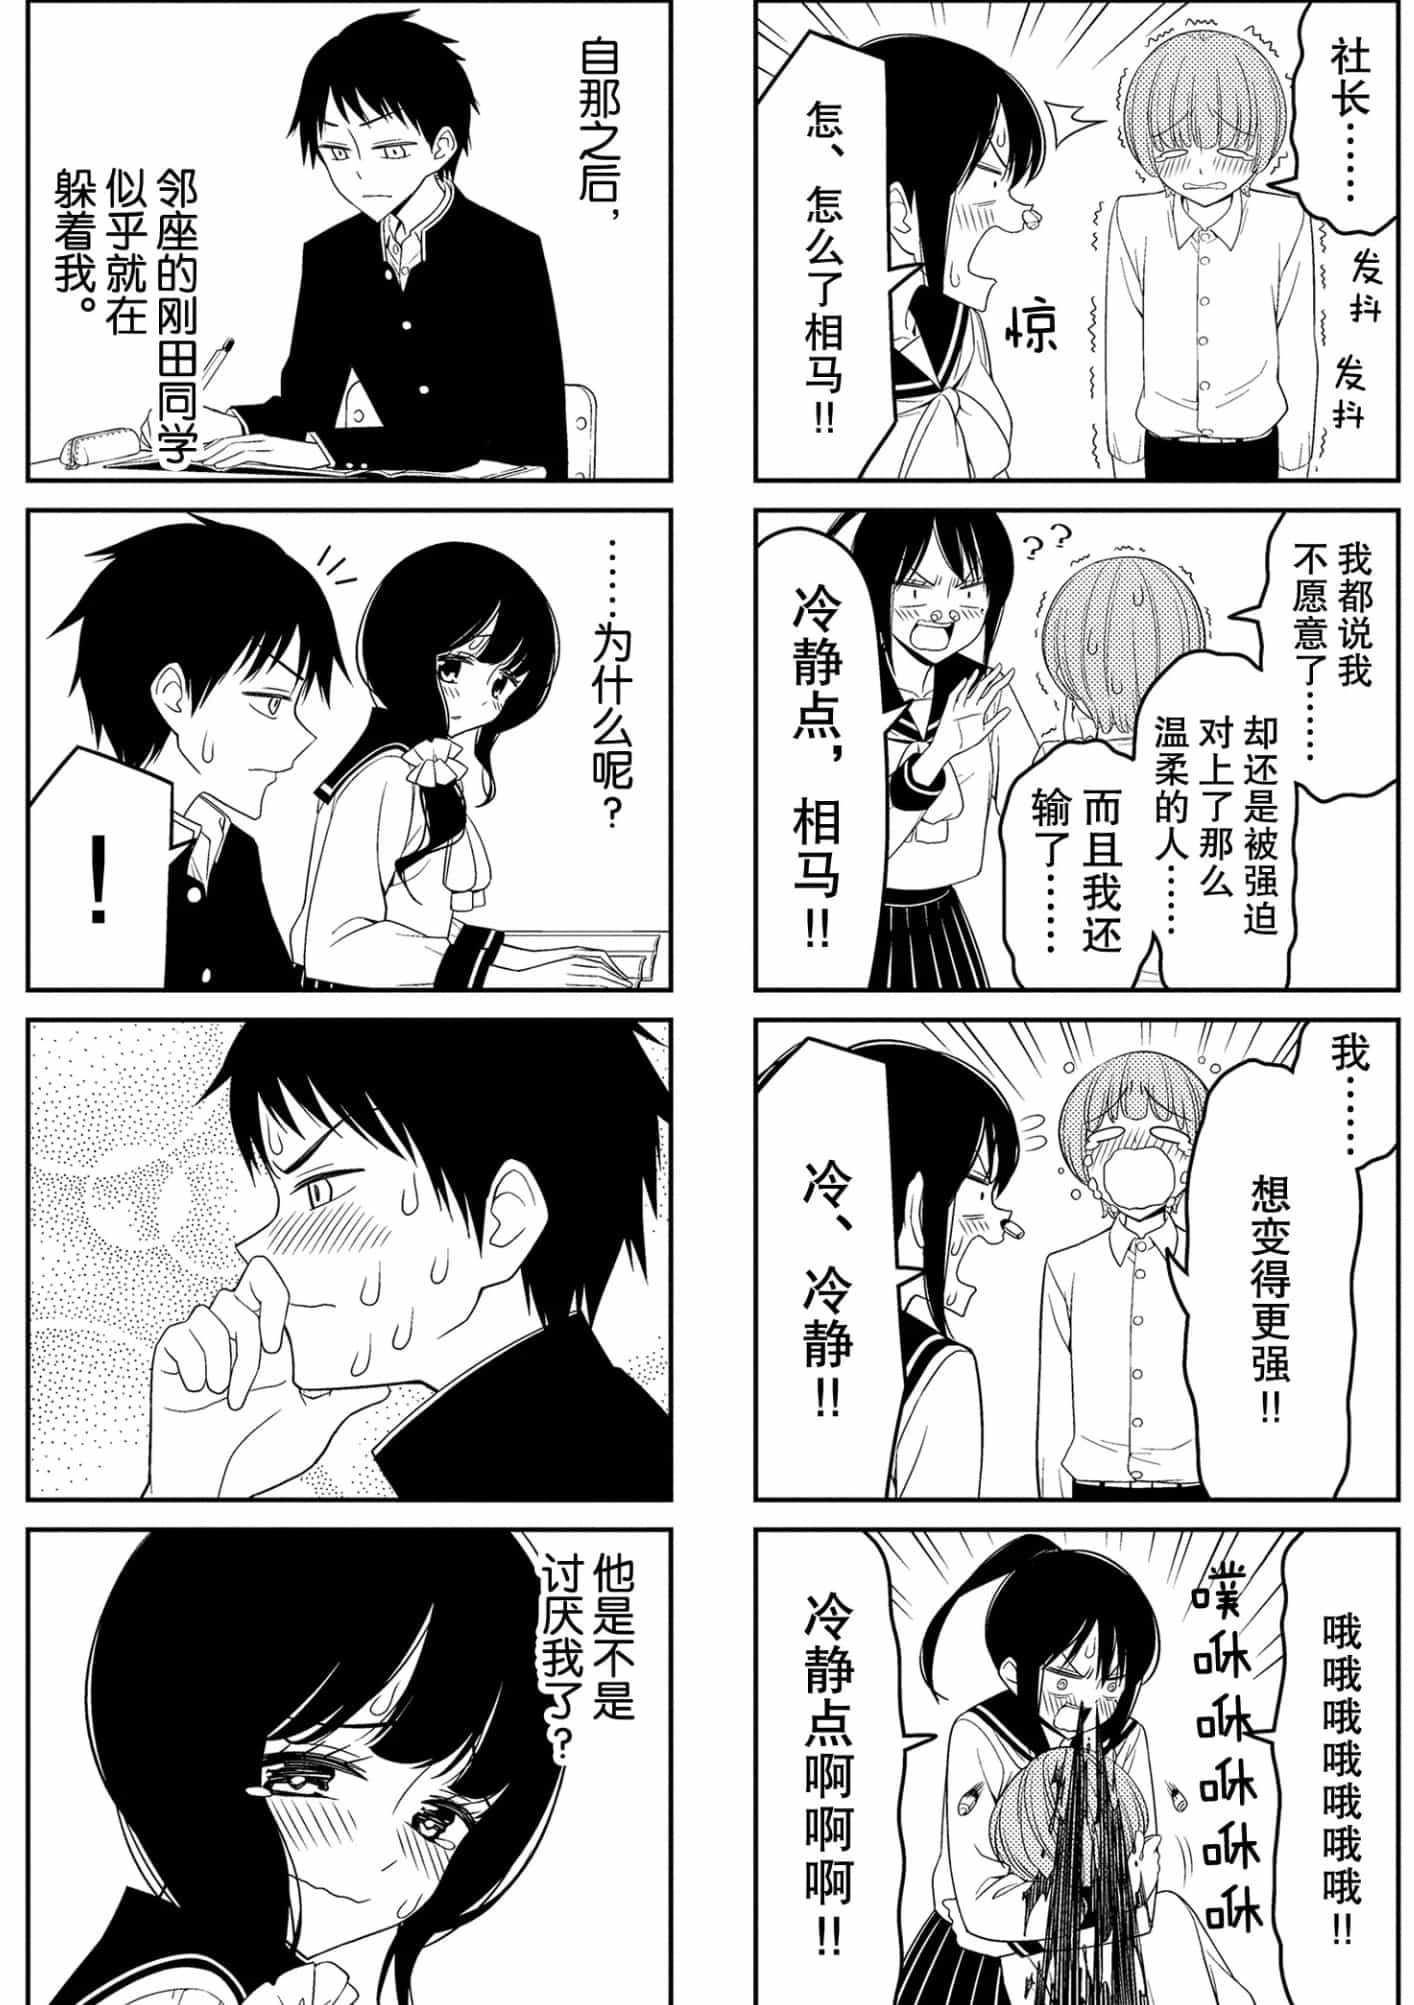 社长……
发抖
发抖
惊
怎、怎么了相马!!
我都说我
不愿意了……
却还是被强迫
对上了那么
温柔的人……
而且我还
输了……
??
冷静点,相马!!
我……
想变得更强!!
冷、冷静!!
哦哦哦哦哦哦哦!!
噗咻咻咻咻咻
冷静点啊啊啊!!
自那之后,
邻座的刚田同学
似乎就在
躲着我。
……为什么呢?
!
他是不是
讨厌我了?